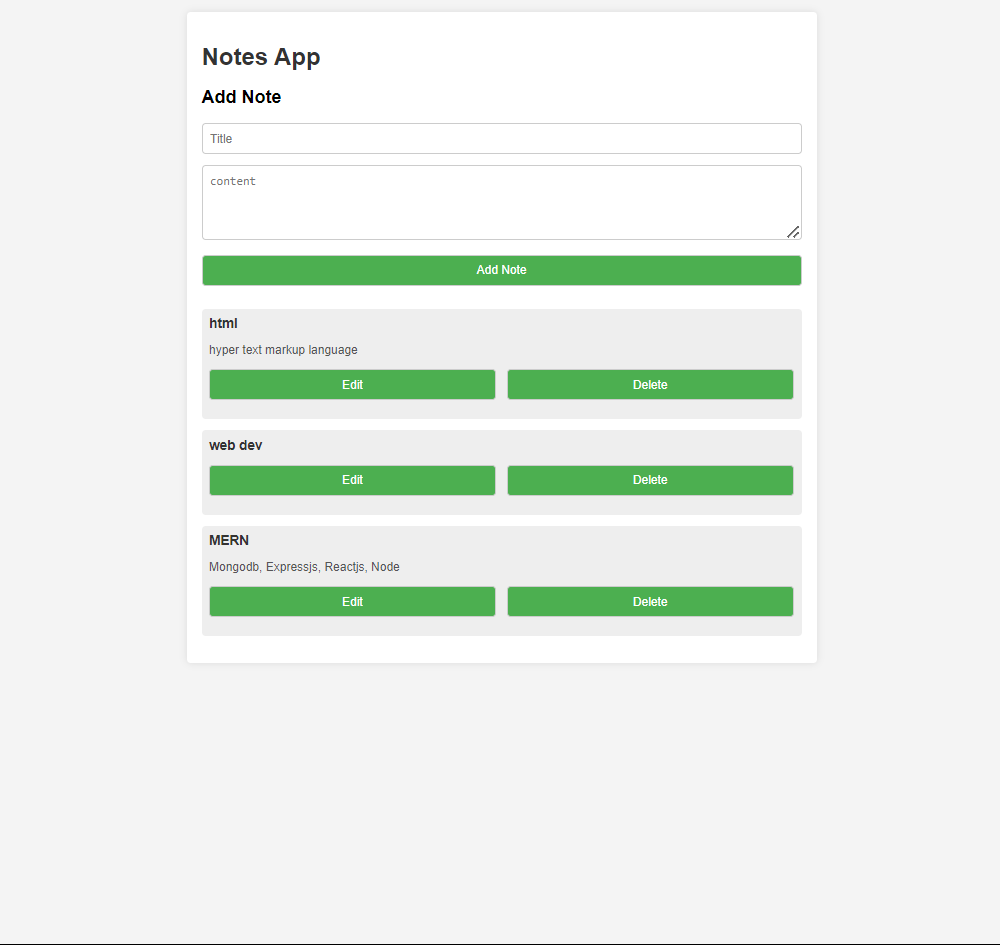 Notes App
Add Note
Title
content
Add Note
html
hyper text markup language
Edit Delete
web dev
Edit Delete
MERN
Mongodb, Expressjs, Reactjs, Node
Edit Delete